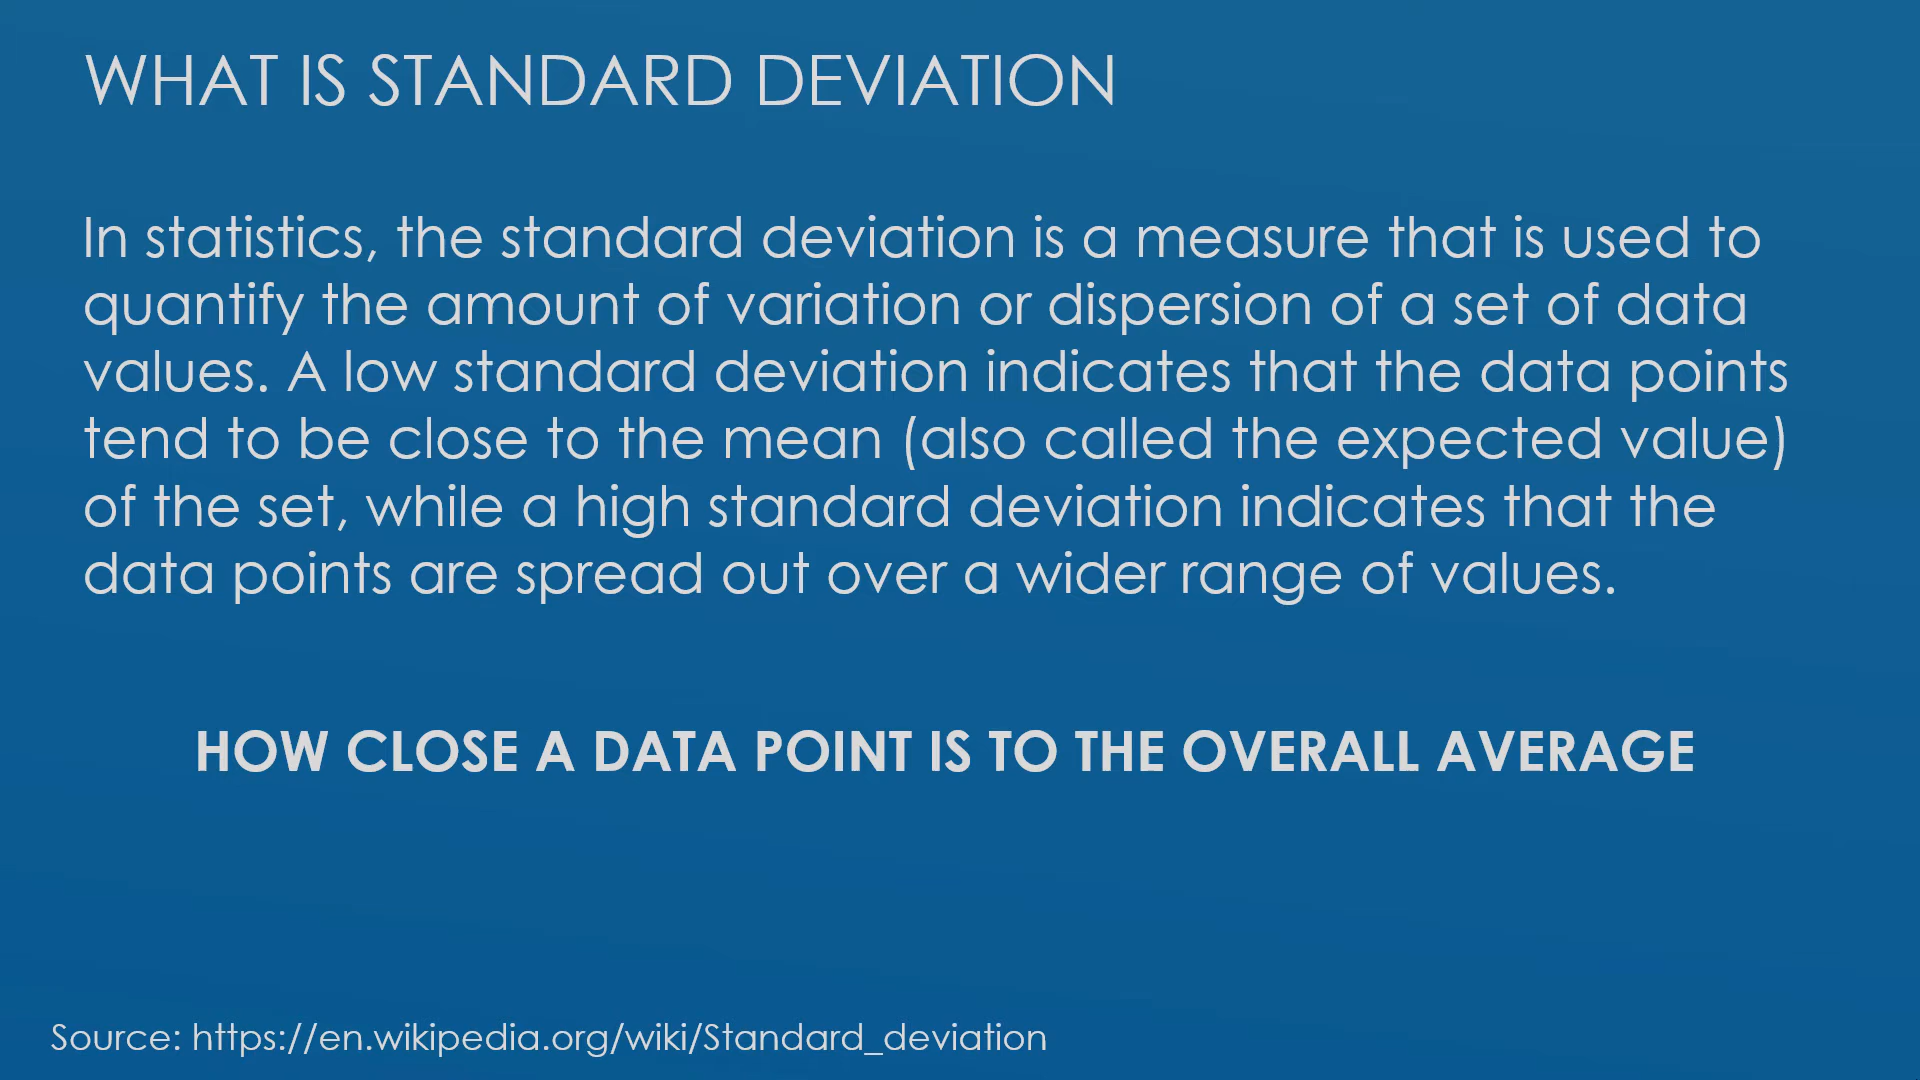 WHAT IS STANDARD DEVIATION
In statistics, the standard deviation is a measure that is used to
quantify the amount of variation or dispersion of a set of data
values. A low standard deviation indicates that the data points
tend to be close to the mean (also called the expected value)
of the set, while a high standard deviation indicates that the
data points are spread out over a wider range of values.
HOW CLOSE A DATA POINT IS TO THE OVERALL AVERAGE
Source: https://en.wikipedia.org/wiki/Standard_deviation